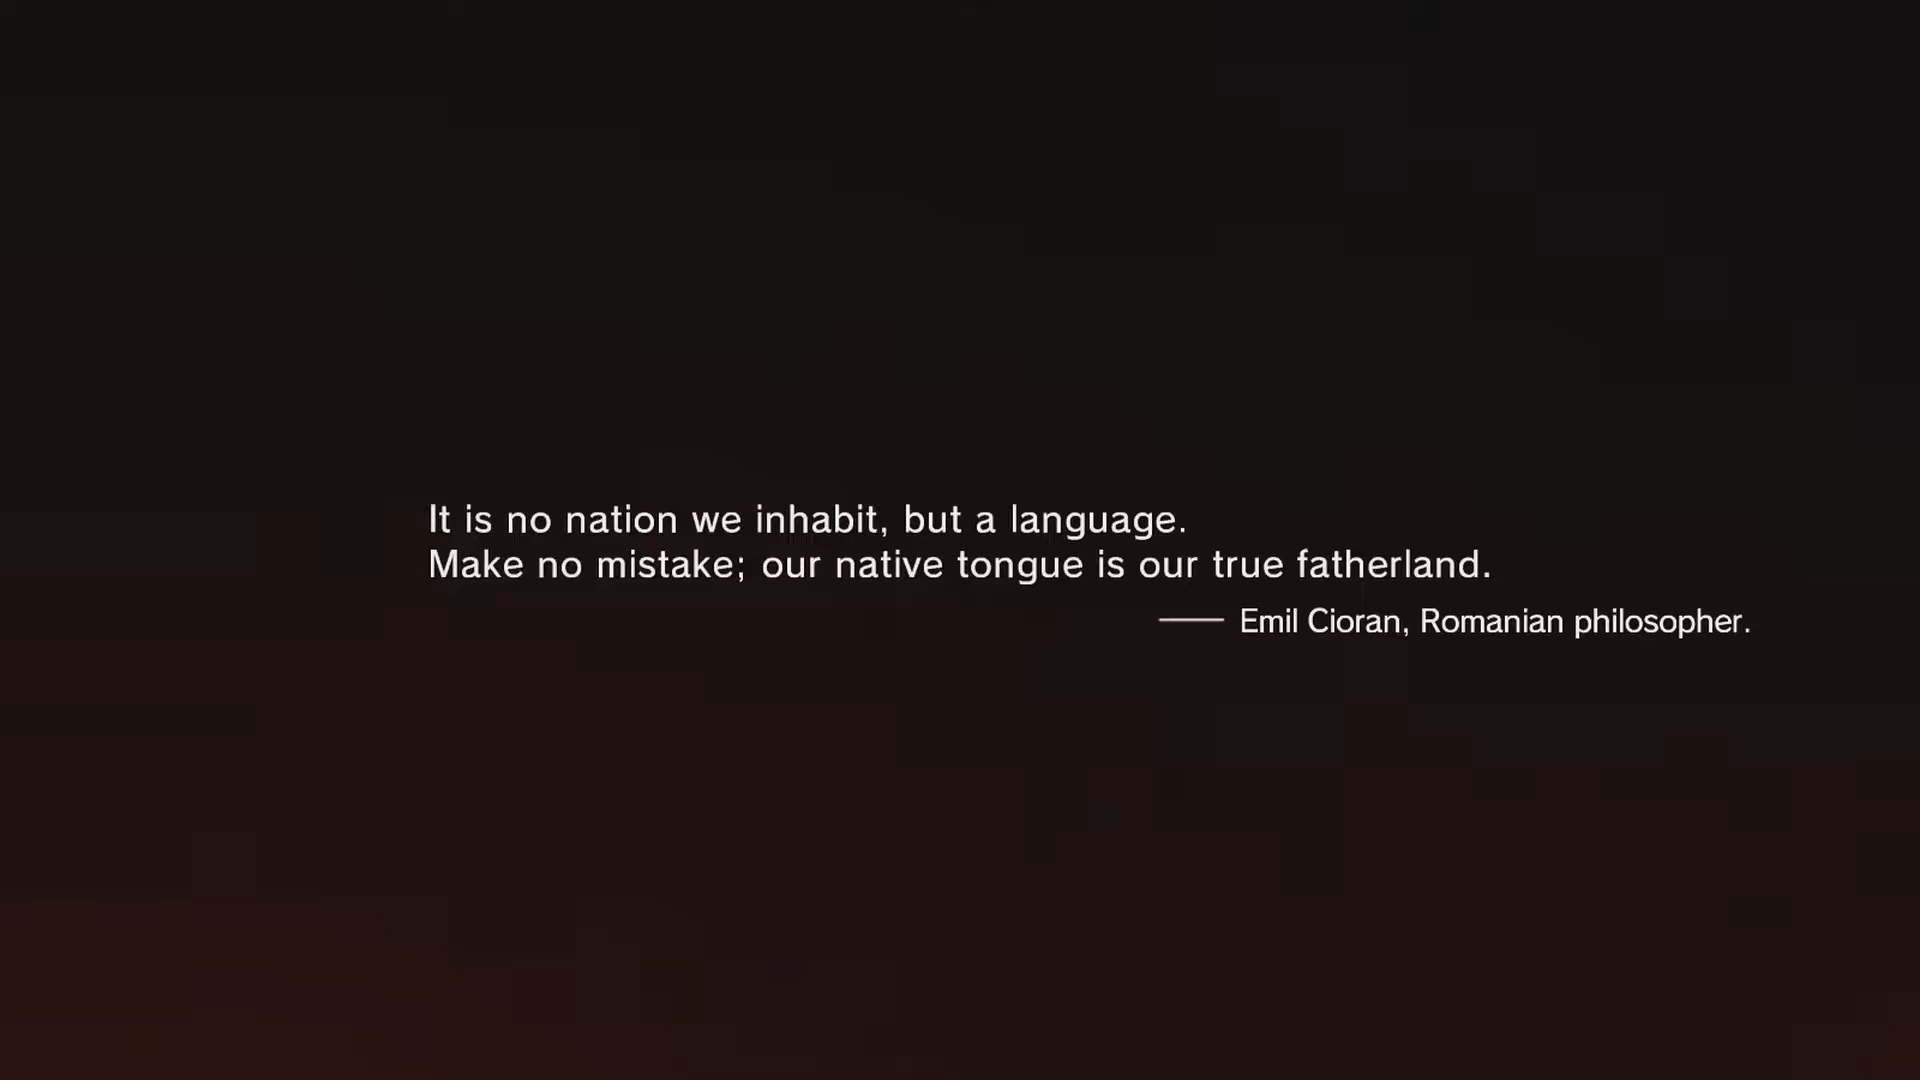 It is no nation we inhabit, but a language.
Make no mistake; our native tongue is our true fatherland.
—— Emil Cioran, Romanian philosopher.